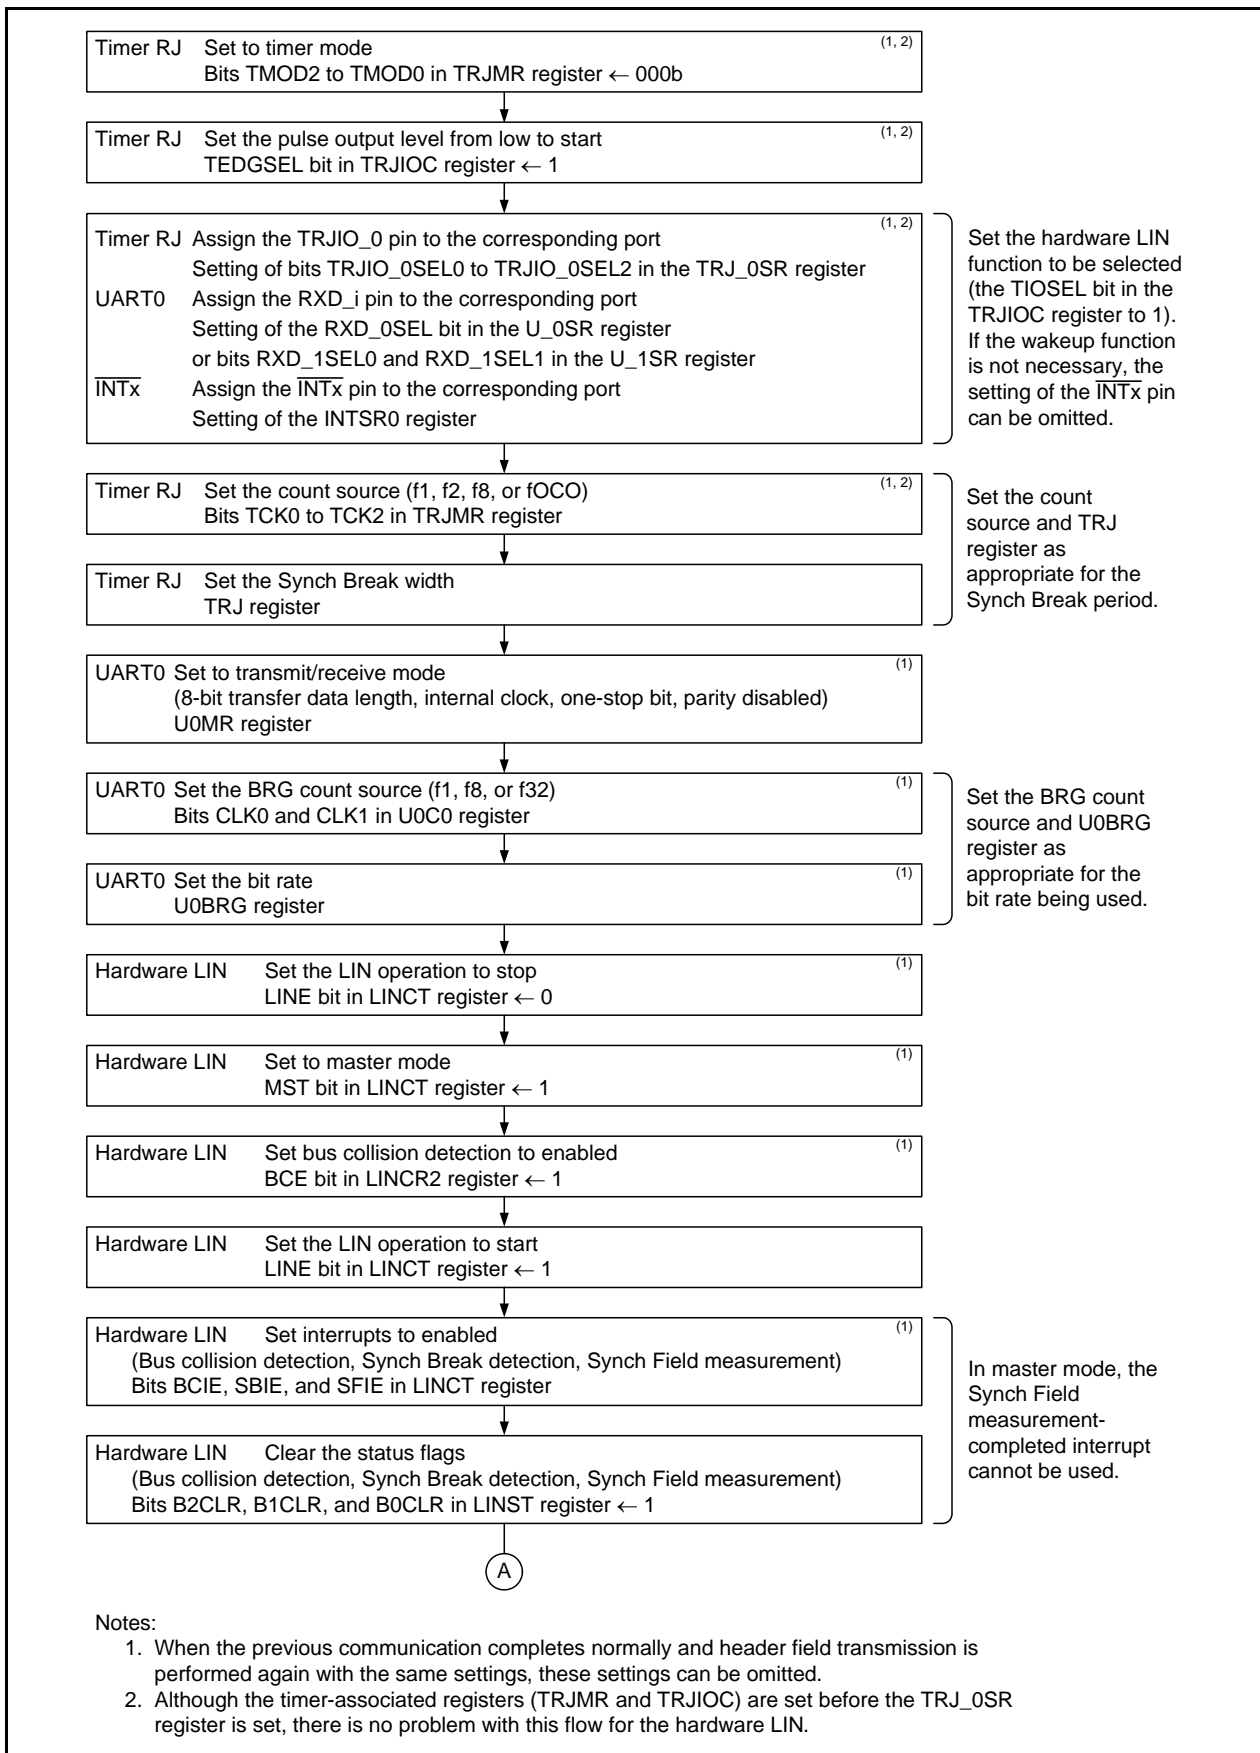 Timer RJ Set to timer mode (1, 2)
Bits TMOD2 to TMOD0 in TRJMR register ← 000b
Timer RJ Set the pulse output level from low to start (1, 2)
TEDGSEL bit in TRJIOC register ← 1
(1, 2)
Timer RJ Assign the TRJIO_0 pin to the corresponding port
Setting of bits TRJIO_0SEL0 to TRJIO_0SEL2 in the TRJ_0SR register
UART0 Assign the RXD_i pin to the corresponding port
Setting of the RXD_0SEL bit in the U_0SR register
or bits RXD_1SEL0 and RXD_1SEL1 in the U_1SR register
INTx Assign the INTx pin to the corresponding port
Setting of the INTSR0 register
Set the hardware LIN
function to be selected
(the TIOSEL bit in the
TRJIOC register to 1).
If the wakeup function
is not necessary, the
setting of the INTx pin
can be omitted.
Timer RJ Set the count source (f1, f2, f8, or fOCO) (1, 2)
Bits TCK0 to TCK2 in TRJMR register
Timer RJ Set the Synch Break width
TRJ register
Set the count
source and TRJ
register as
appropriate for the
Synch Break period.
UART0 Set to transmit/receive mode (1)
(8-bit transfer data length, internal clock, one-stop bit, parity disabled)
U0MR register
UART0 Set the BRG count source (f1, f8, or f32) (1)
Bits CLK0 and CLK1 in U0C0 register
UART0 Set the bit rate (1)
U0BRG register
Set the BRG count
source and U0BRG
register as
appropriate for the
bit rate being used.
Hardware LIN Set the LIN operation to stop (1)
LINE bit in LINCT register ← 0
Hardware LIN Set to master mode (1)
MST bit in LINCT register ← 1
Hardware LIN Set bus collision detection to enabled (1)
BCE bit in LINCR2 register ← 1
Hardware LIN Set the LIN operation to start
LINE bit in LINCT register ← 1
Hardware LIN Set interrupts to enabled (1)
(Bus collision detection, Synch Break detection, Synch Field measurement)
Bits BCIE, SBIE, and SFIE in LINCT register
Hardware LIN Clear the status flags
(Bus collision detection, Synch Break detection, Synch Field measurement)
Bits B2CLR, B1CLR, and B0CLR in LINST register ← 1
In master mode, the
Synch Field
measurement-
completed interrupt
cannot be used.
A
Notes:
1. When the previous communication completes normally and header field transmission is
performed again with the same settings, these settings can be omitted.
2. Although the timer-associated registers (TRJMR and TRJIOC) are set before the TRJ_0SR
register is set, there is no problem with this flow for the hardware LIN.